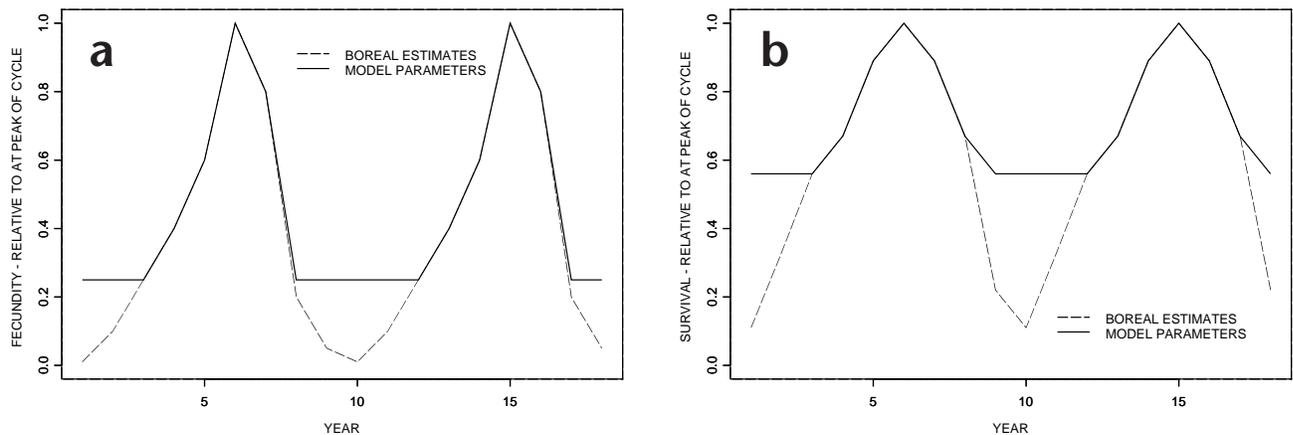 a
BOREAL ESTIMATES
MODEL PARAMETERS
FECUNDITY - RELATIVE TO AT PEAK OF CYCLE
1.0
0.8
0.6
0.4
0.2
0.0
5
10
15
YEAR
b
BOREAL ESTIMATES
MODEL PARAMETERS
SURVIVAL - RELATIVE TO AT PEAK OF CYCLE
1.0
0.8
0.6
0.4
0.2
0.0
5
10
15
YEAR